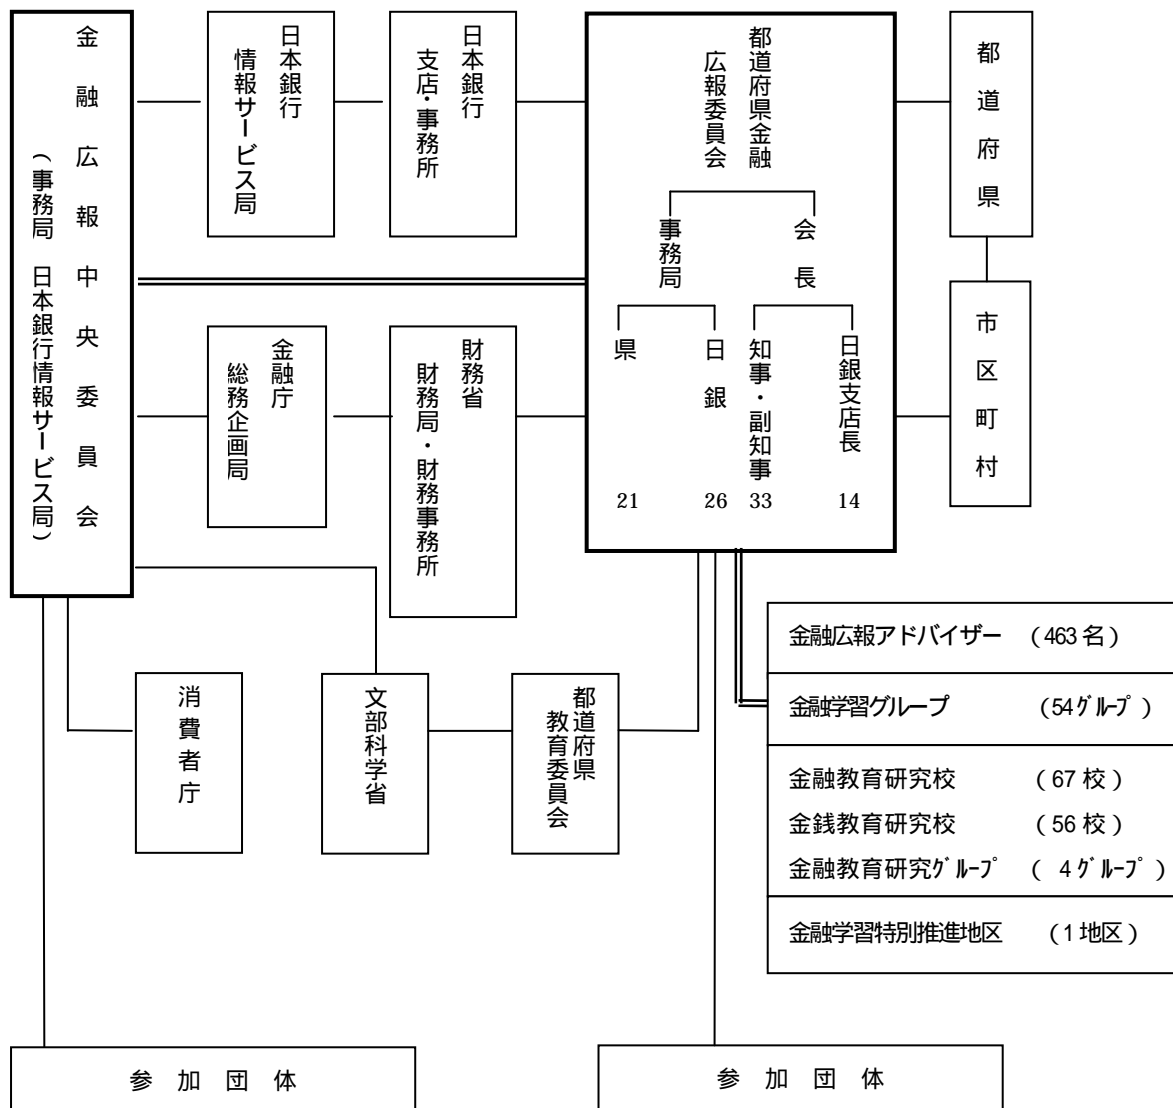 金融広報中央委員会
（事務局 日本銀行情報サービス局）
日本銀行
情報サービス局
日本銀行
支店・事務所
都道府県金融
広報委員会
会長
事務局
日銀支店長
知事・副知事
日銀
県
21
26
33
14
都道府県
市区町村
金融庁
総務企画局
財務省
財務局・財務事務所
消費者庁
文部科学省
都道府県
教育委員会
金融広報アドバイザー （463名）
金融学習グループ （54グループ）
金融教育研究校 （67校）
金銭教育研究校 （56校）
金融教育研究グループ （ 4グループ）
金融学習特別推進地区 （1地区）
参加団体
参加団体